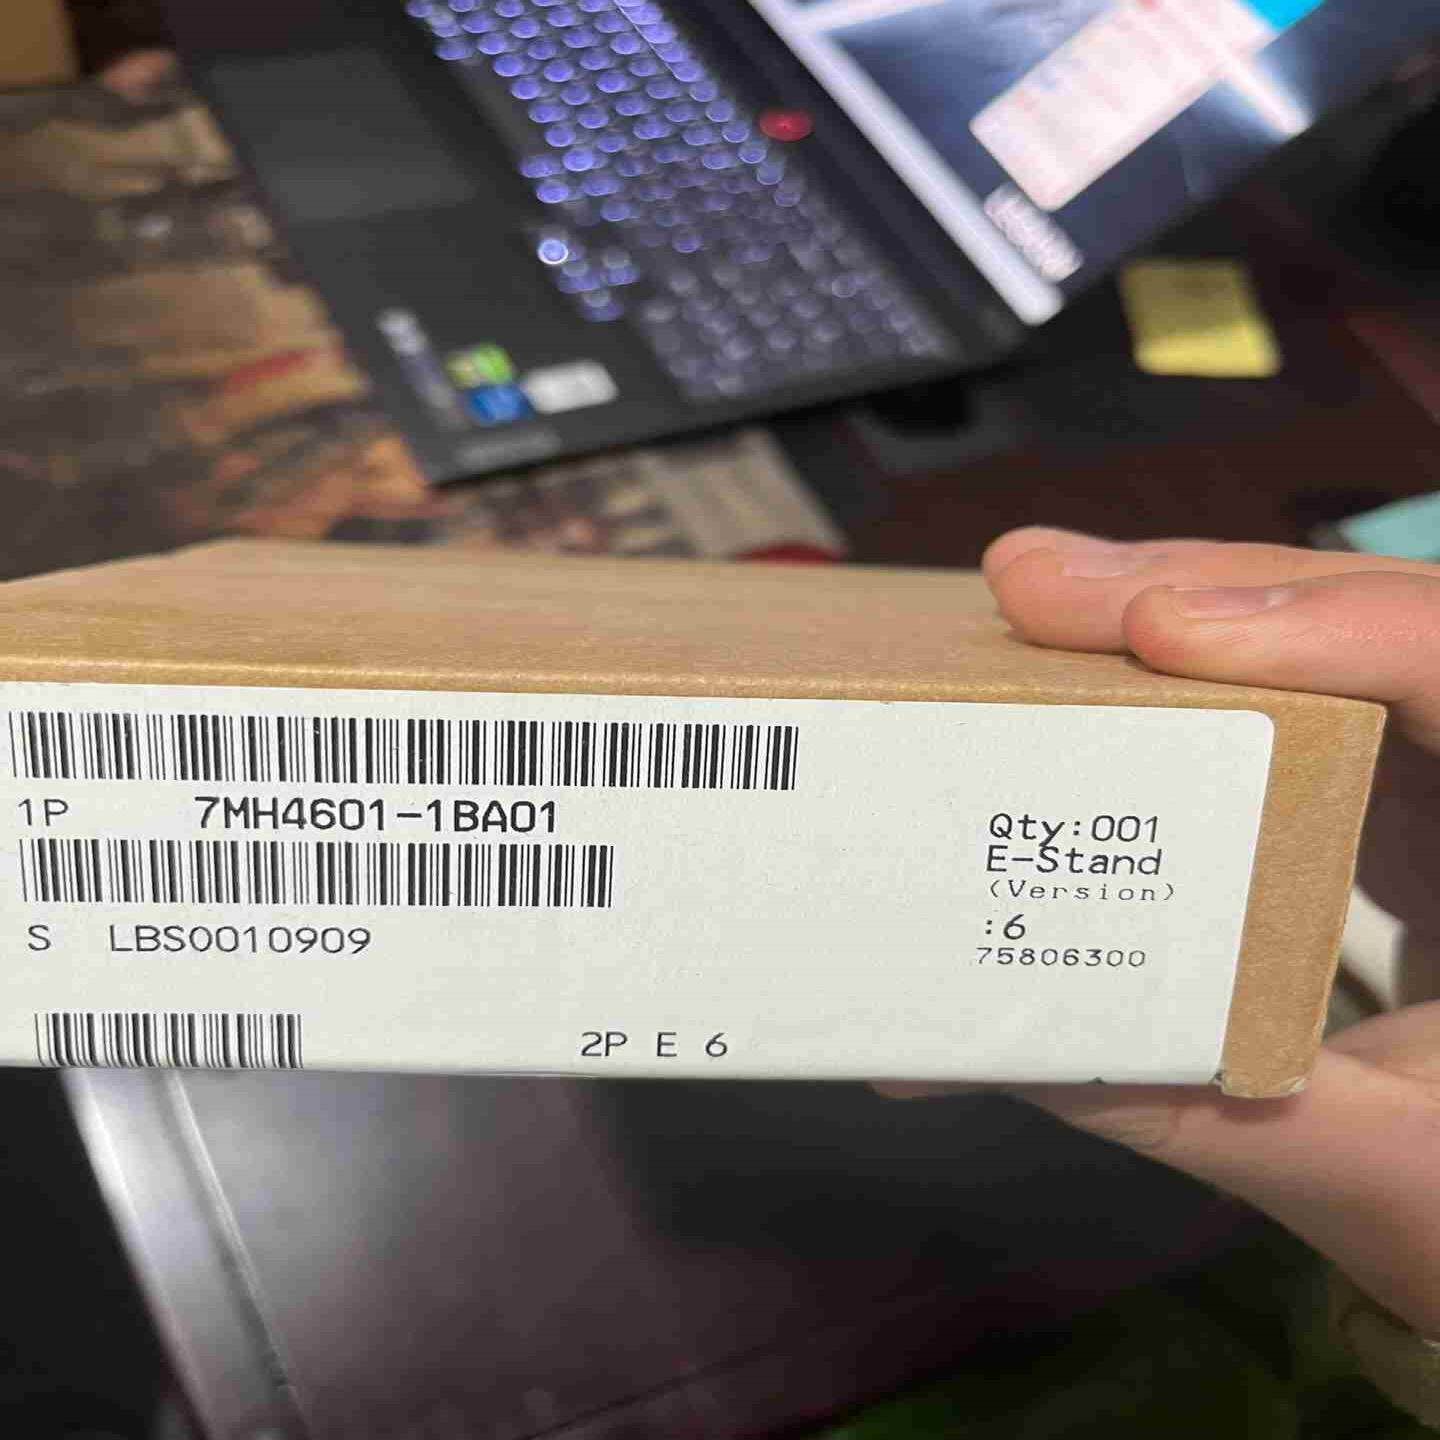 1P 7MH4601-1BA01
S LBS0010909
2P E 6
Qty:001
E-Stand
(Version)
:6
75806300